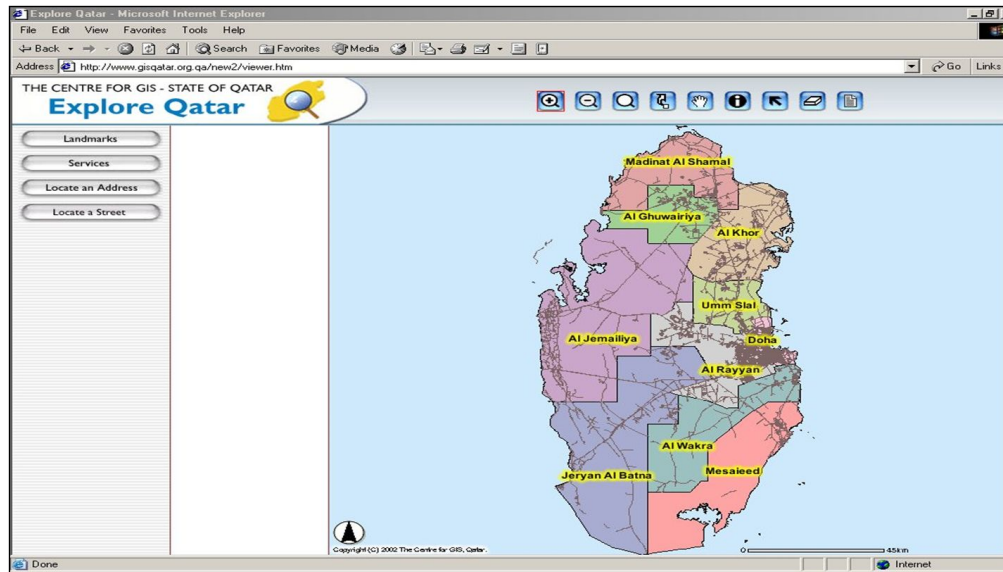 Explore Qatar - Microsoft Internet Explorer
File Edit View Favorites Tools Help
Back Search Favorites Media
Address http://www.gisqatar.org.qa/new2/viewer.htm Go Links
THE CENTRE FOR GIS - STATE OF QATAR
Explore Qatar
Landmarks
Services
Locate an Address
Locate a Street
Madinat Al Shamal
Al Ghuwairiya
Al Khor
Umm Slal
Al Jemailiya
Doha
Al Rayyan
Al Wakra
Jeryan Al Batna
Mesaieed
Copyright (C) 2002 The Centre for GIS, Qatar.
0 45km
Done Internet